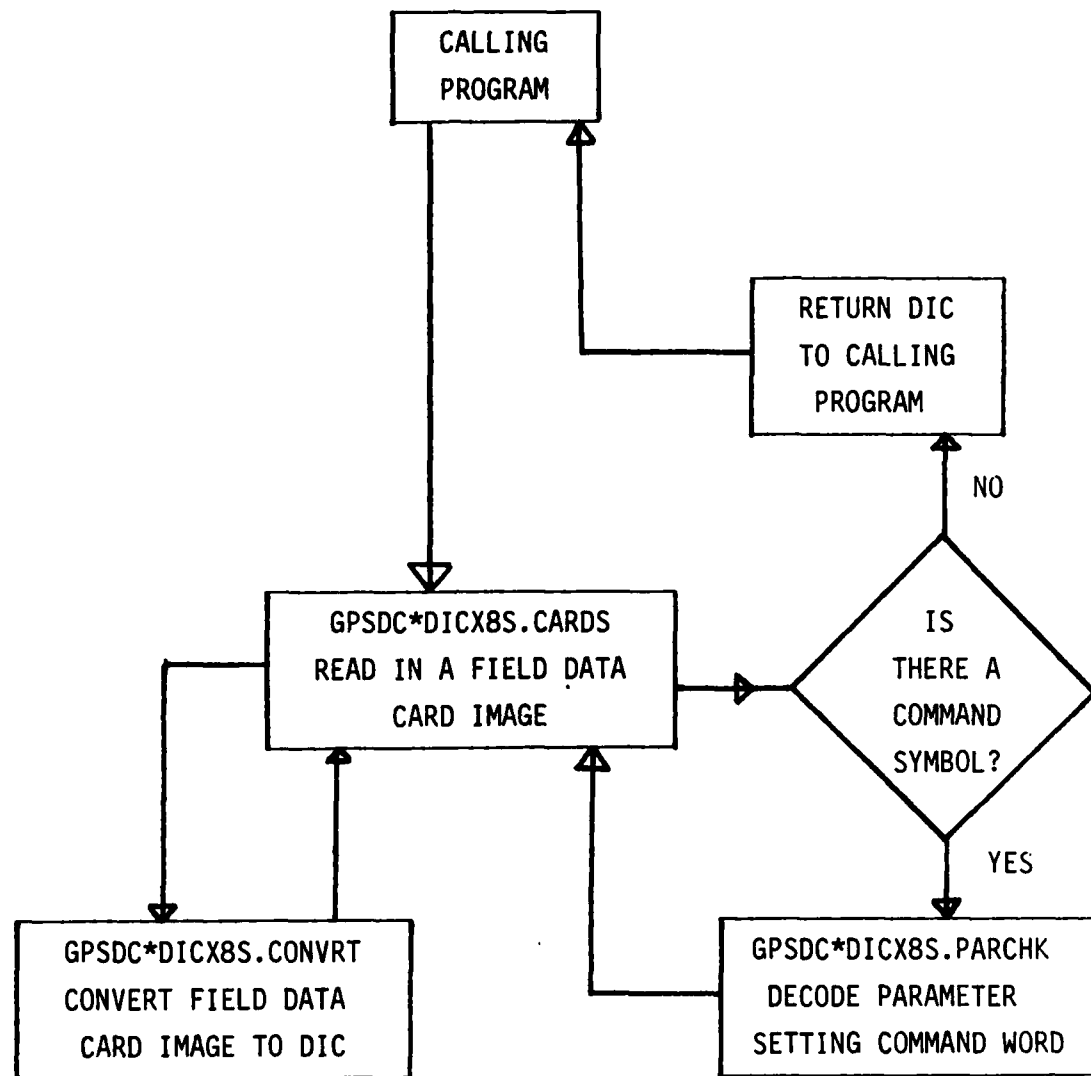 CALLING
PROGRAM
RETURN DIC
TO CALLING
PROGRAM
NO
GPSDC*DICX8S.CARDS
READ IN A FIELD DATA
CARD IMAGE
IS
THERE A
COMMAND
SYMBOL?
YES
GPSDC*DICX8S.CONVRT
CONVERT FIELD DATA
CARD IMAGE TO DIC
GPSDC*DICX8S.PARCHK
DECODE PARAMETER
SETTING COMMAND WORD